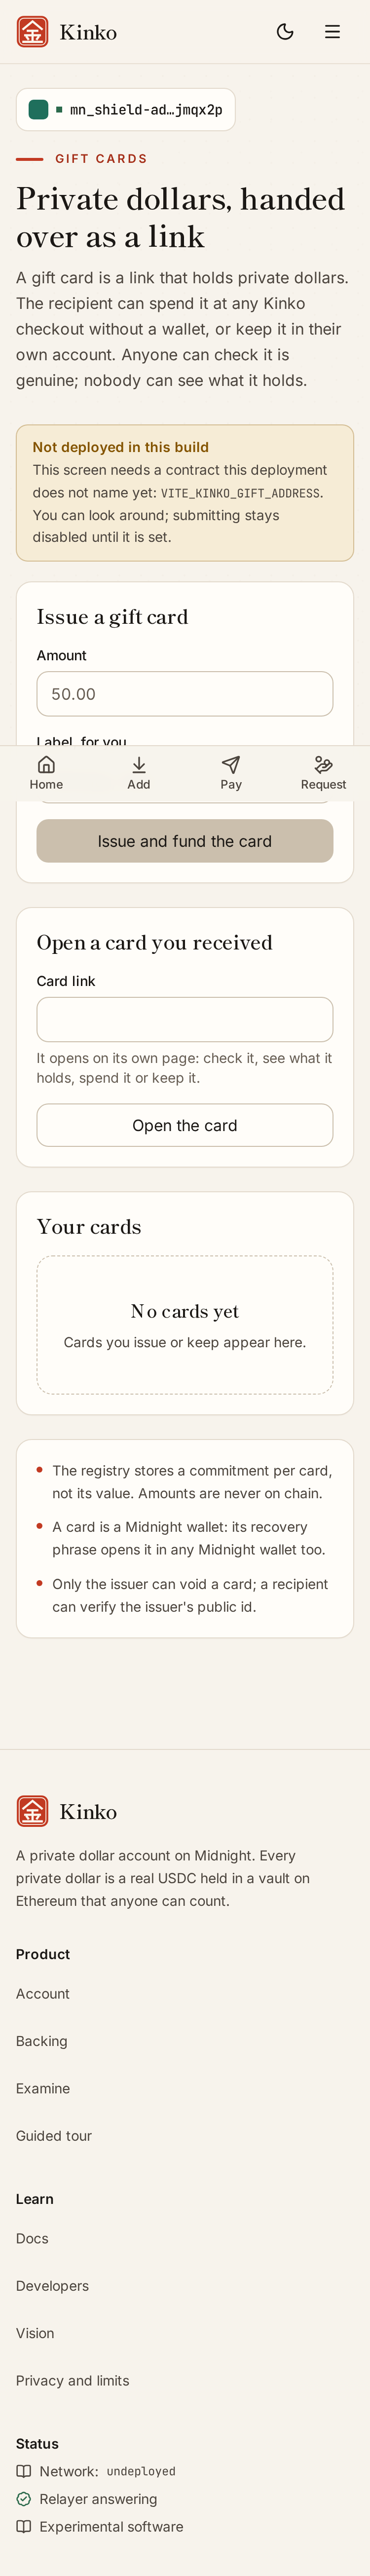 金 Kinko
mn_shield-ad…jmqx2p
GIFT CARDS
Private dollars, handed
over as a link
A gift card is a link that holds private dollars.
The recipient can spend it at any Kinko
checkout without a wallet, or keep it in their
own account. Anyone can check it is
genuine; nobody can see what it holds.
Not deployed in this build
This screen needs a contract this deployment
does not name yet: VITE_KINKO_GIFT_ADDRESS.
You can look around; submitting stays
disabled until it is set.
Issue a gift card
Amount
50.00
Label, for you
Home Add Pay Request
Issue and fund the card
Open a card you received
Card link
It opens on its own page: check it, see what it
holds, spend it or keep it.
Open the card
Your cards
No cards yet
Cards you issue or keep appear here.
The registry stores a commitment per card,
not its value. Amounts are never on chain.
A card is a Midnight wallet: its recovery
phrase opens it in any Midnight wallet too.
Only the issuer can void a card; a recipient
can verify the issuer's public id.
金 Kinko
A private dollar account on Midnight. Every
private dollar is a real USDC held in a vault on
Ethereum that anyone can count.
Product
Account
Backing
Examine
Guided tour
Learn
Docs
Developers
Vision
Privacy and limits
Status
Network: undeployed
Relayer answering
Experimental software